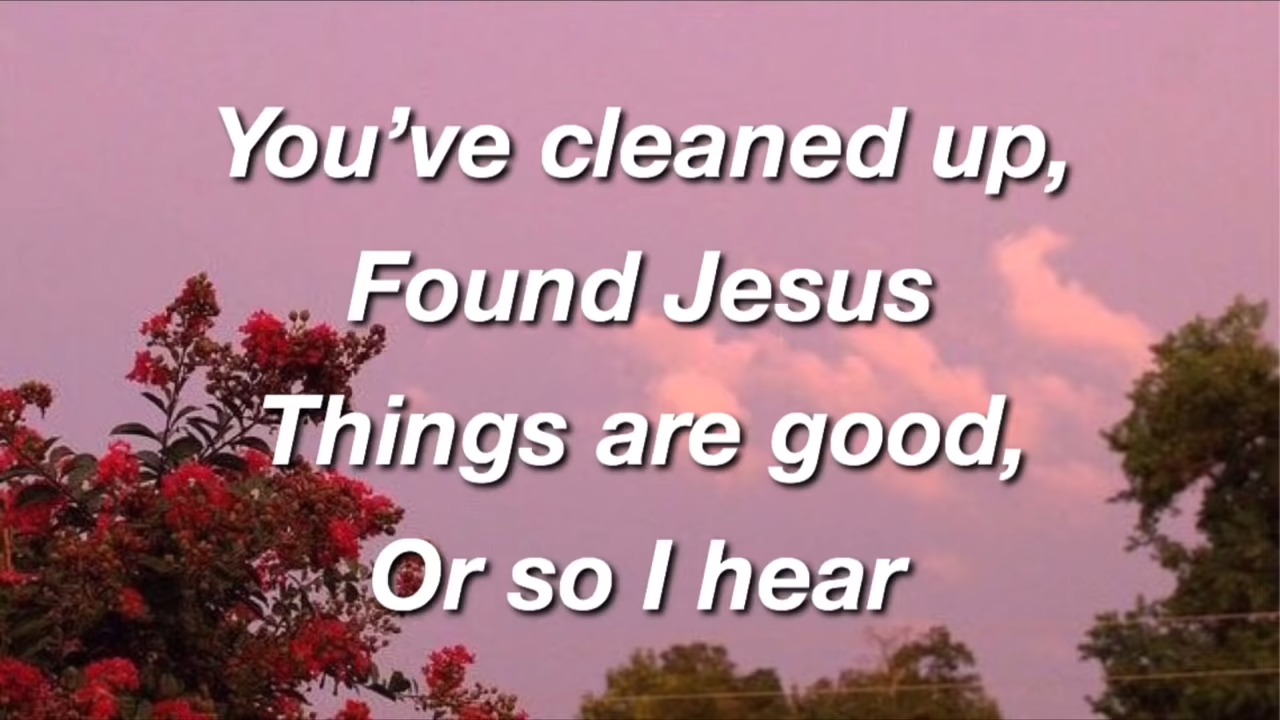 You’ve cleaned up,
Found Jesus
Things are good,
Or so I hear